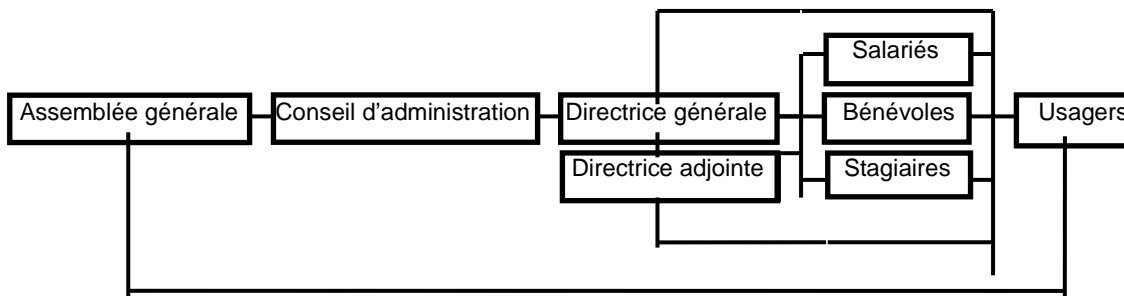 Salariés
Assemblée générale
Conseil d'administration
Directrice générale
Bénévoles
Usagers
Directrice adjointe
Stagiaires